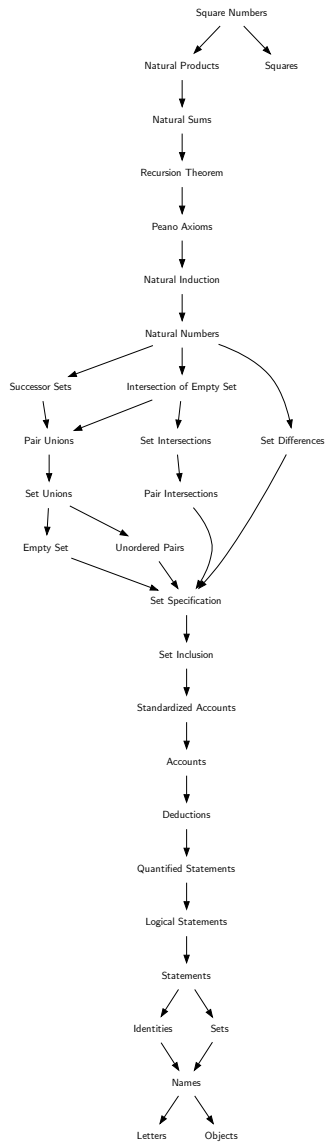 Square Numbers
Natural Products
Squares
Natural Sums
Recursion Theorem
Peano Axioms
Natural Induction
Natural Numbers
Successor Sets
Intersection of Empty Set
Pair Unions
Set Intersections
Set Differences
Set Unions
Pair Intersections
Empty Set
Unordered Pairs
Set Specification
Set Inclusion
Standardized Accounts
Accounts
Deductions
Quantified Statements
Logical Statements
Statements
Identities
Sets
Names
Letters
Objects